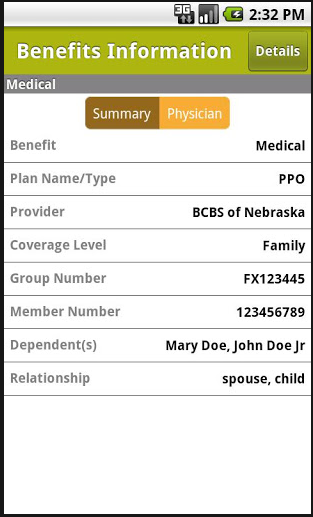 3G 2:32 PM
Benefits Information Details
Medical
Summary Physician
Benefit Medical
Plan Name/Type PPO
Provider BCBS of Nebraska
Coverage Level Family
Group Number FX123445
Member Number 123456789
Dependent(s) Mary Doe, John Doe Jr
Relationship spouse, child